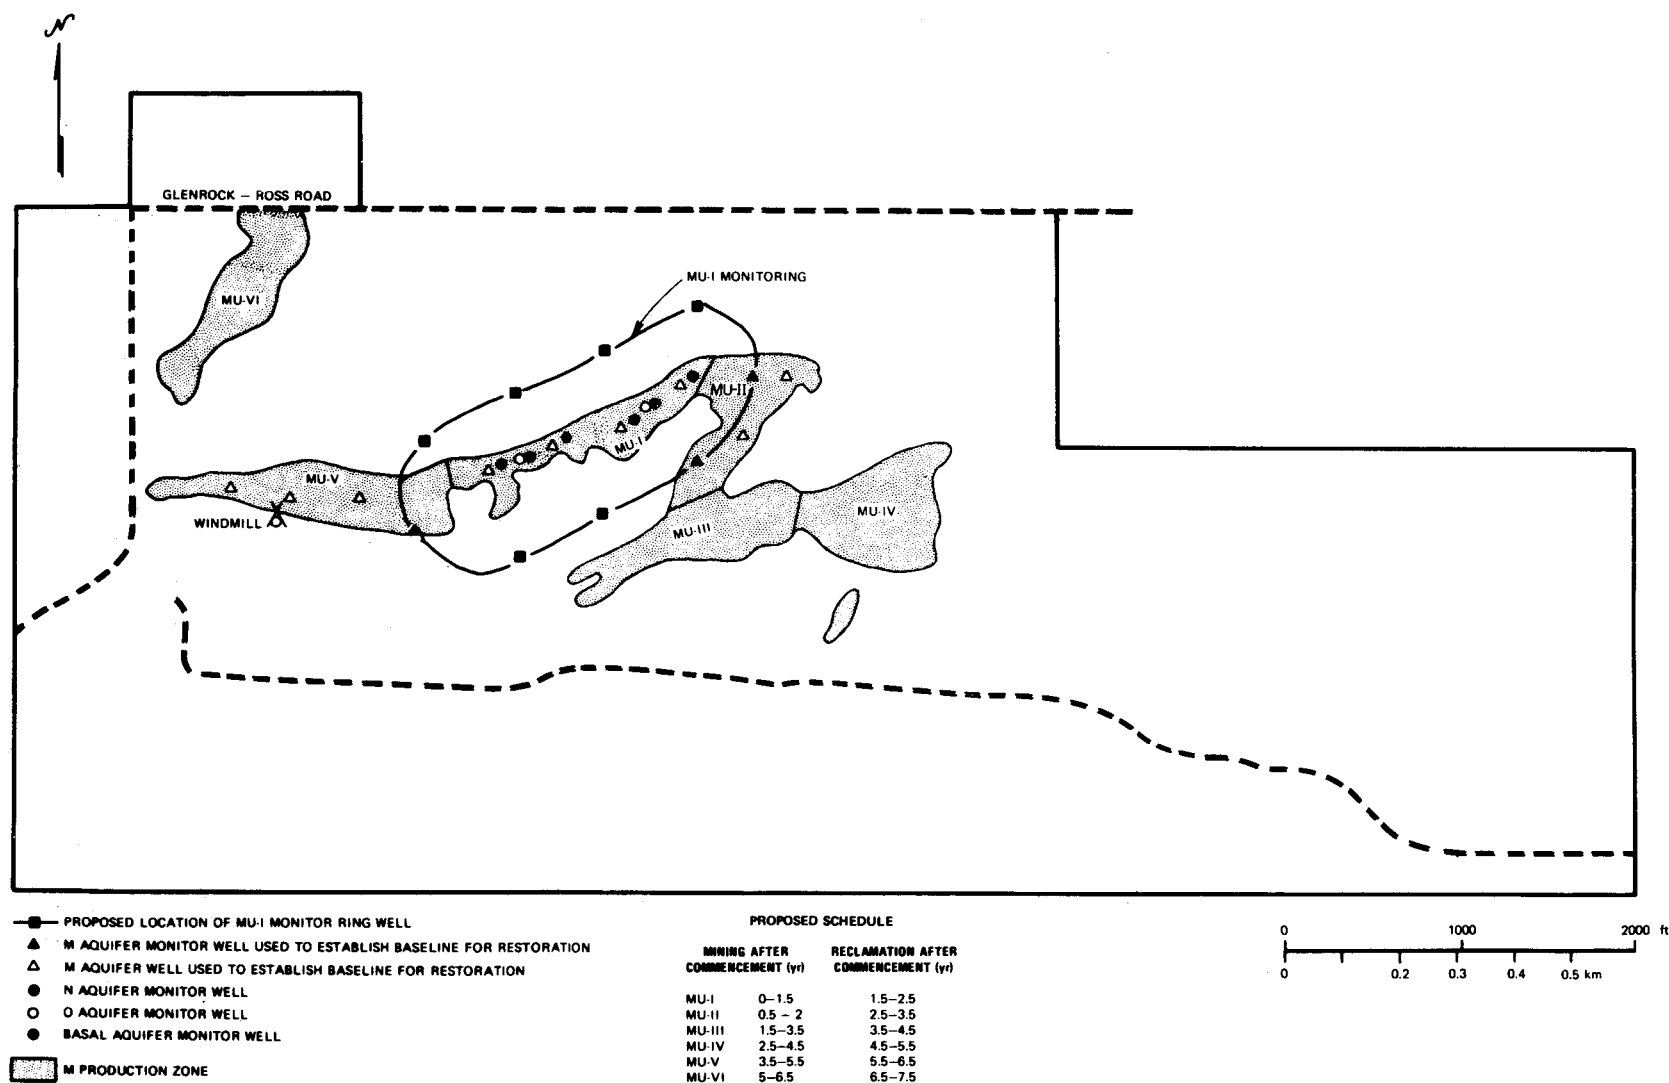 N
GLENROCK – ROSS ROAD
MU-I MONITORING
MU-VI
MU-II
MU-I
MU-V
WINDMILL
MU-III
MU-IV
PROPOSED LOCATION OF MU-I MONITOR RING WELL
M AQUIFER MONITOR WELL USED TO ESTABLISH BASELINE FOR RESTORATION
M AQUIFER WELL USED TO ESTABLISH BASELINE FOR RESTORATION
N AQUIFER MONITOR WELL
O AQUIFER MONITOR WELL
BASAL AQUIFER MONITOR WELL
M PRODUCTION ZONE
PROPOSED SCHEDULE
MINING AFTER RECLAMATION AFTER
COMMENCEMENT (yr) COMMENCEMENT (yr)
MU-I 0–1.5 1.5–2.5
MU-II 0.5 – 2 2.5–3.5
MU-III 1.5–3.5 3.5–4.5
MU-IV 2.5–4.5 4.5–5.5
MU-V 3.5–5.5 5.5–6.5
MU-VI 5–6.5 6.5–7.5
0 1000 2000 ft
0 0.2 0.3 0.4 0.5 km